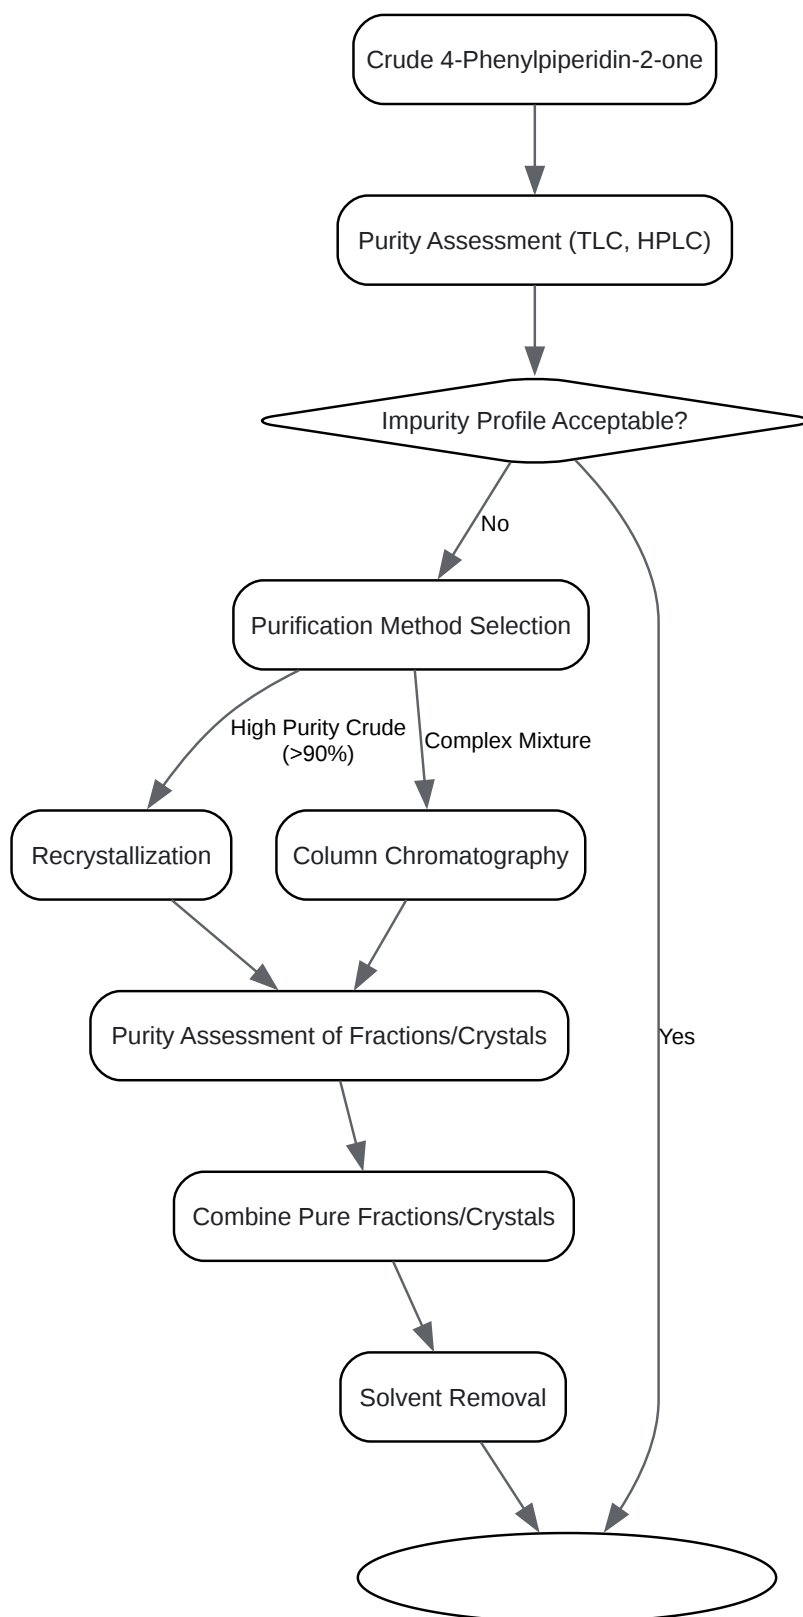 Crude 4-Phenylpiperidin-2-one
Purity Assessment (TLC, HPLC)
Impurity Profile Acceptable?
No
Purification Method Selection
High Purity Crude
(>90%)
Complex Mixture
Recrystallization
Column Chromatography
Purity Assessment of Fractions/Crystals
Yes
Combine Pure Fractions/Crystals
Solvent Removal